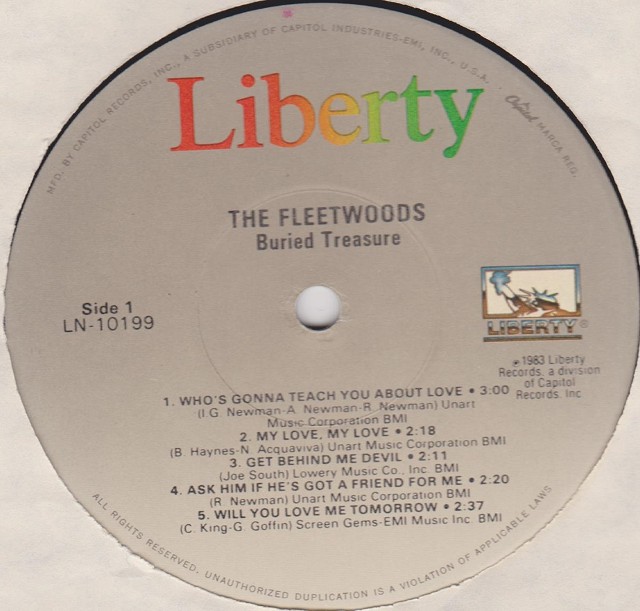 MFD. BY CAPITOL RECORDS, INC., A SUBSIDIARY OF CAPITOL INDUSTRIES-EMI, INC., U.S.A. • Capitol MARCA REG.
Liberty
THE FLEETWOODS
Buried Treasure
Side 1
LN-10199
LIBERTY®
℗1983 Liberty
Records, a division
of Capitol
Records, Inc
1. WHO'S GONNA TEACH YOU ABOUT LOVE • 3:00
(I.G. Newman-A. Newman-R. Newman) Unart
Music Corporation BMI
2. MY LOVE, MY LOVE • 2:18
(B. Haynes-N. Acquaviva) Unart Music Corporation BMI
3. GET BEHIND ME DEVIL • 2:11
(Joe South) Lowery Music Co., Inc. BMI
4. ASK HIM IF HE'S GOT A FRIEND FOR ME • 2:20
(R. Newman) Unart Music Corporation BMI
5. WILL YOU LOVE ME TOMORROW • 2:37
(C. King-G. Goffin) Screen Gems-EMI Music Inc. BMI
ALL RIGHTS RESERVED. UNAUTHORIZED DUPLICATION IS A VIOLATION OF APPLICABLE LAWS